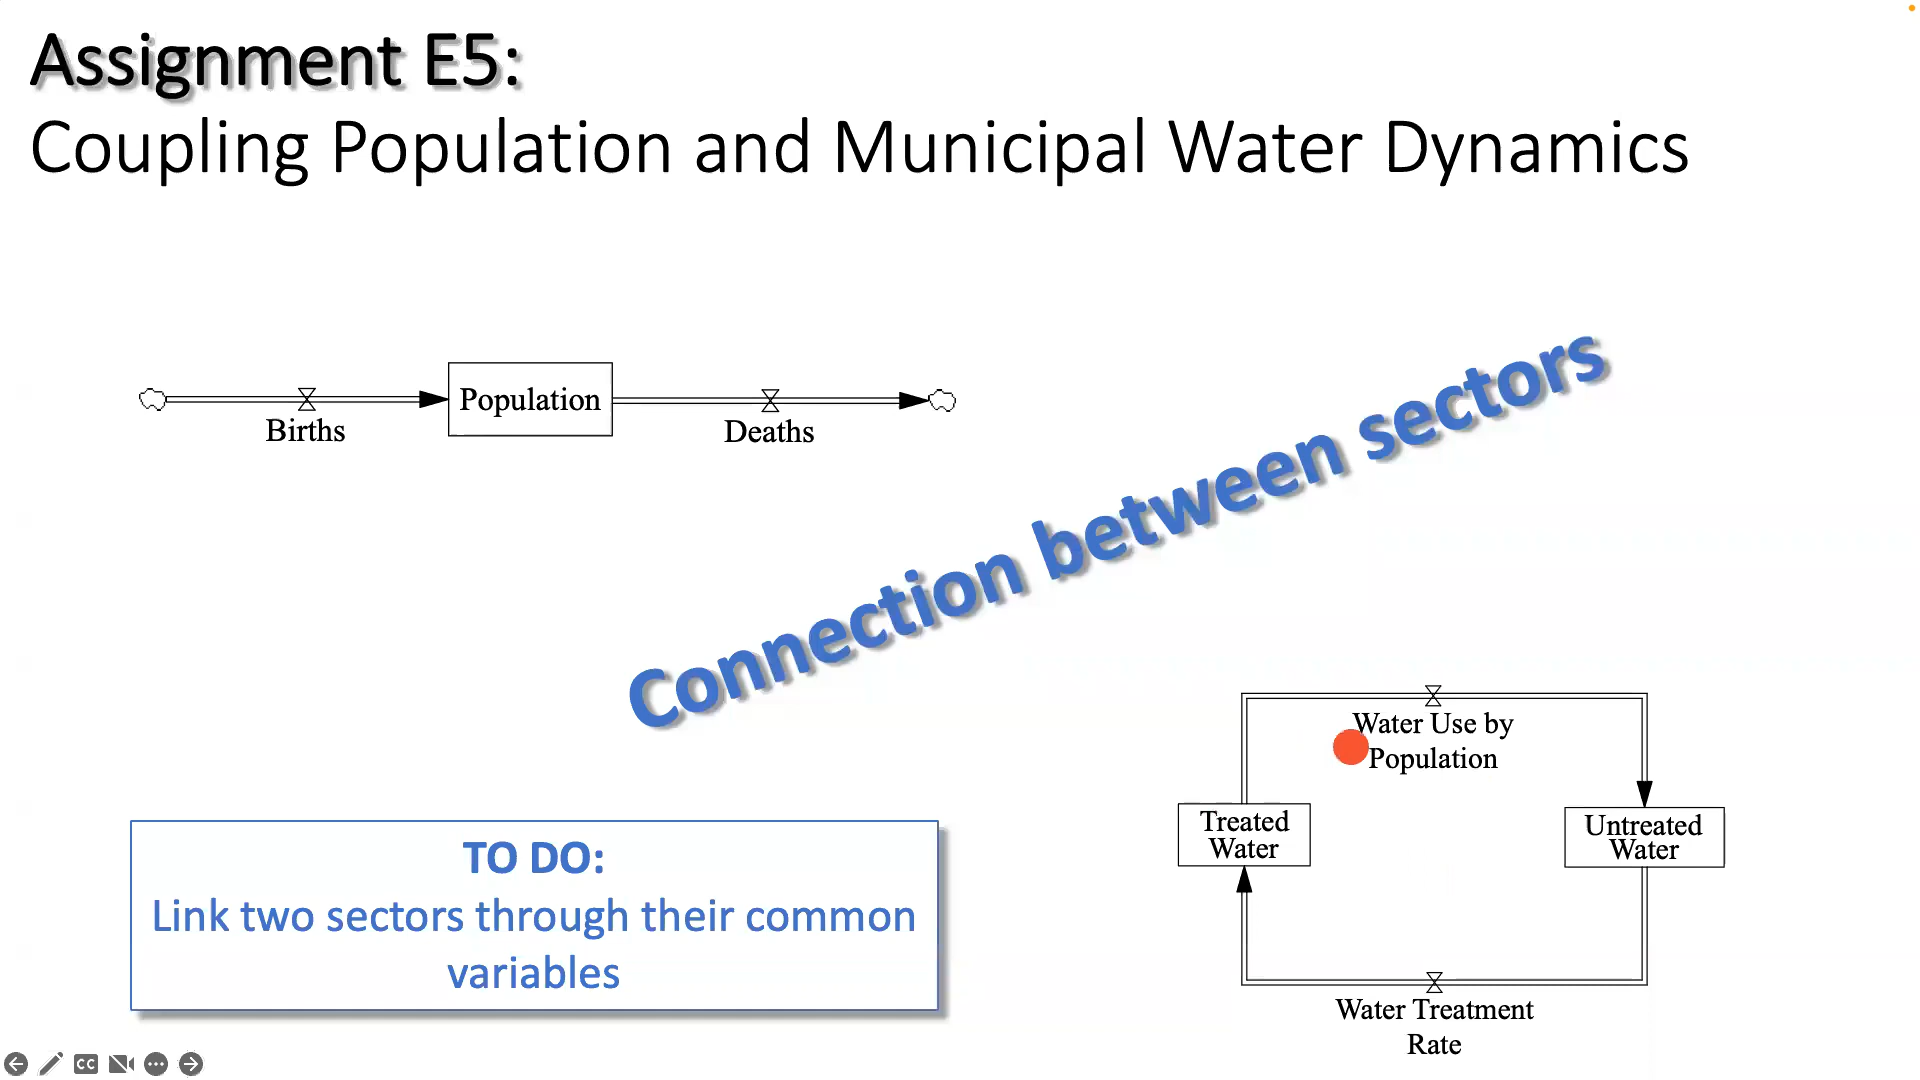 Assignment E5:
Coupling Population and Municipal Water Dynamics
Population
Births
Deaths
Connection between sectors
Water Use by
Population
Treated
Water
Untreated
Water
Water Treatment
Rate
TO DO:
Link two sectors through their common
variables
CC